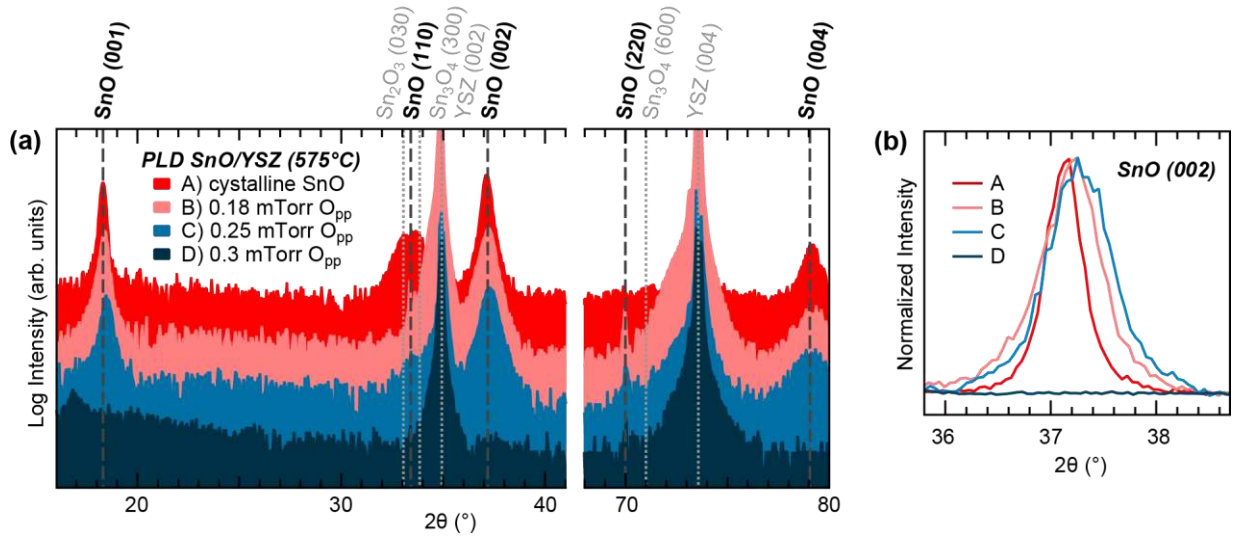 Sn₂O₃ (030)
SnO (110)
Sn₃O₄ (300)
YSZ (002)
SnO (001)
SnO (002)
SnO (220)
Sn₃O₄ (600)
YSZ (004)
SnO (004)
(a)
PLD SnO/YSZ (575°C)
A) cystalline SnO
B) 0.18 mTorr Oₚₚ
C) 0.25 mTorr Oₚₚ
D) 0.3 mTorr Oₚₚ
Log Intensity (arb. units)
20
30
40
70
80
2θ (°)
(b)
SnO (002)
A
B
C
D
Normalized Intensity
36
37
38
2θ (°)